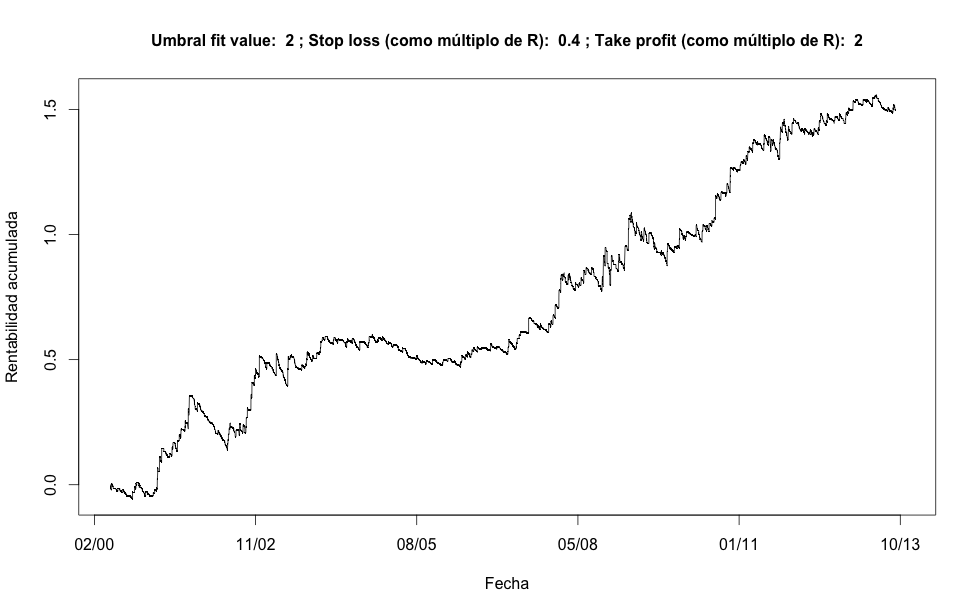 Umbral fit value:  2 ; Stop loss (como múltiplo de R):  0.4 ; Take profit (como múltiplo de R):  2
Rentabilidad acumulada
1.5
1.0
0.5
0.0
02/00 11/02 08/05 05/08 01/11 10/13
Fecha